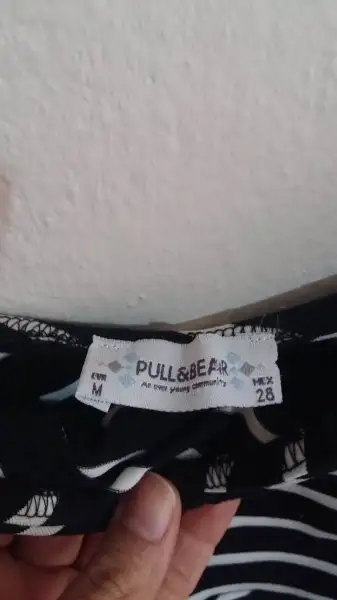 PULL&BEAR
An ever young community
EUR
M
MEX
28